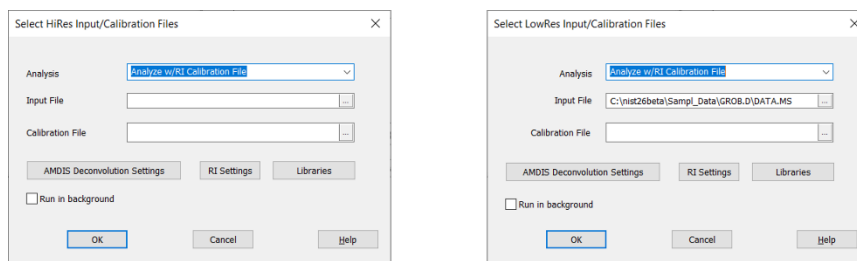 Select HiRes Input/Calibration Files
Analysis Analyze w/RI Calibration File
Input File ...
Calibration File ...
AMDIS Deconvolution Settings RI Settings Libraries
Run in background
OK Cancel Help
Select LowRes Input/Calibration Files
Analysis Analyze w/RI Calibration File
Input File C:\nist26beta\Sampl_Data\GROB.D\DATA.MS ...
Calibration File ...
AMDIS Deconvolution Settings RI Settings Libraries
Run in background
OK Cancel Help